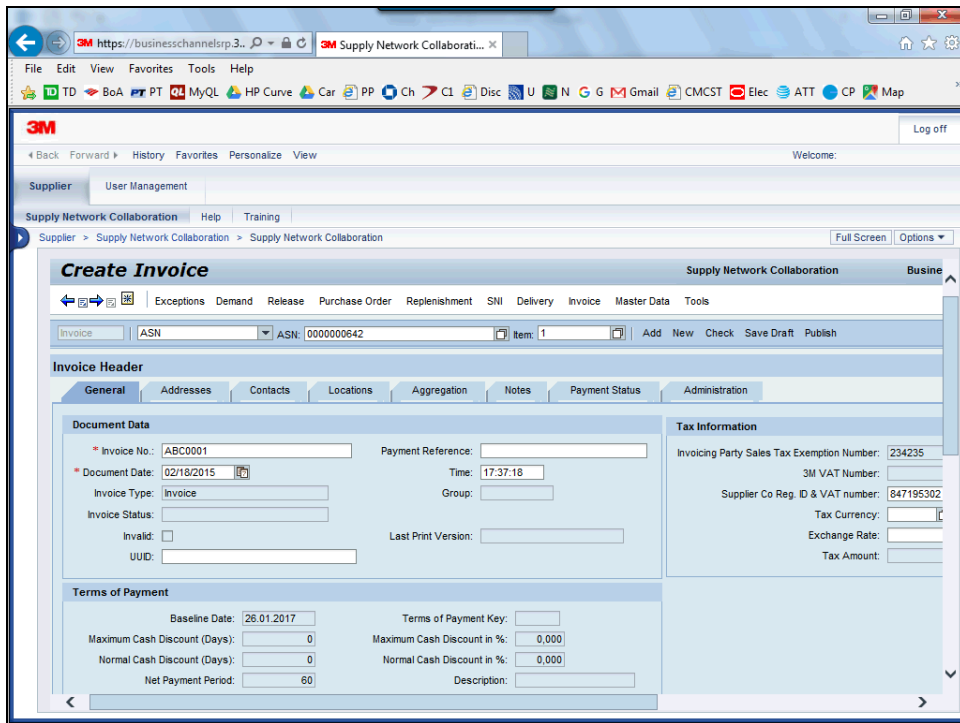 3M https://businesschannelsrp.3.. 3M Supply Network Collaborati... ×
File Edit View Favorites Tools Help
TD TD BoA PT PT QL MyQL HP Curve Car PP Ch C1 Disc U N G G Gmail CMCST Elec ATT CP Map
3M Log off
Back Forward History Favorites Personalize View Welcome:
Supplier User Management
Supply Network Collaboration Help Training
Supplier > Supply Network Collaboration > Supply Network Collaboration Full Screen Options
Create Invoice Supply Network Collaboration Busine
Exceptions Demand Release Purchase Order Replenishment SNI Delivery Invoice Master Data Tools
Invoice ASN ASN: 0000000642 Item: 1 Add New Check Save Draft Publish
Invoice Header
General Addresses Contacts Locations Aggregation Notes Payment Status Administration
Document Data Tax Information
* Invoice No.: ABC0001 Payment Reference: Invoicing Party Sales Tax Exemption Number: 234235
* Document Date: 02/18/2015 Time: 17:37:18 3M VAT Number:
Invoice Type: Invoice Group: Supplier Co Reg. ID & VAT number: 847195302
Invoice Status: Tax Currency:
Invalid: Last Print Version: Exchange Rate:
UUID: Tax Amount:
Terms of Payment
Baseline Date: 26.01.2017 Terms of Payment Key:
Maximum Cash Discount (Days): 0 Maximum Cash Discount in %: 0,000
Normal Cash Discount (Days): 0 Normal Cash Discount in %: 0,000
Net Payment Period: 60 Description: